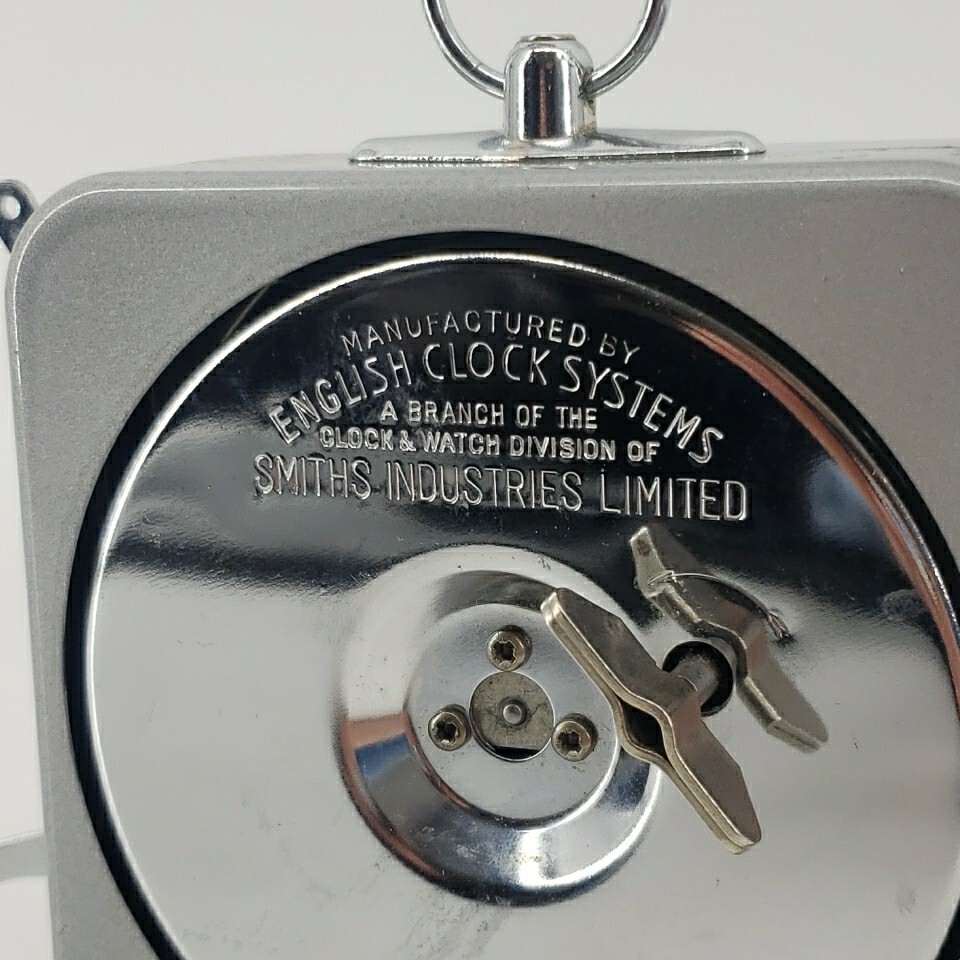 MANUFACTURED BY
ENGLISH CLOCK SYSTEMS
A BRANCH OF THE
CLOCK & WATCH DIVISION OF
SMITHS INDUSTRIES LIMITED